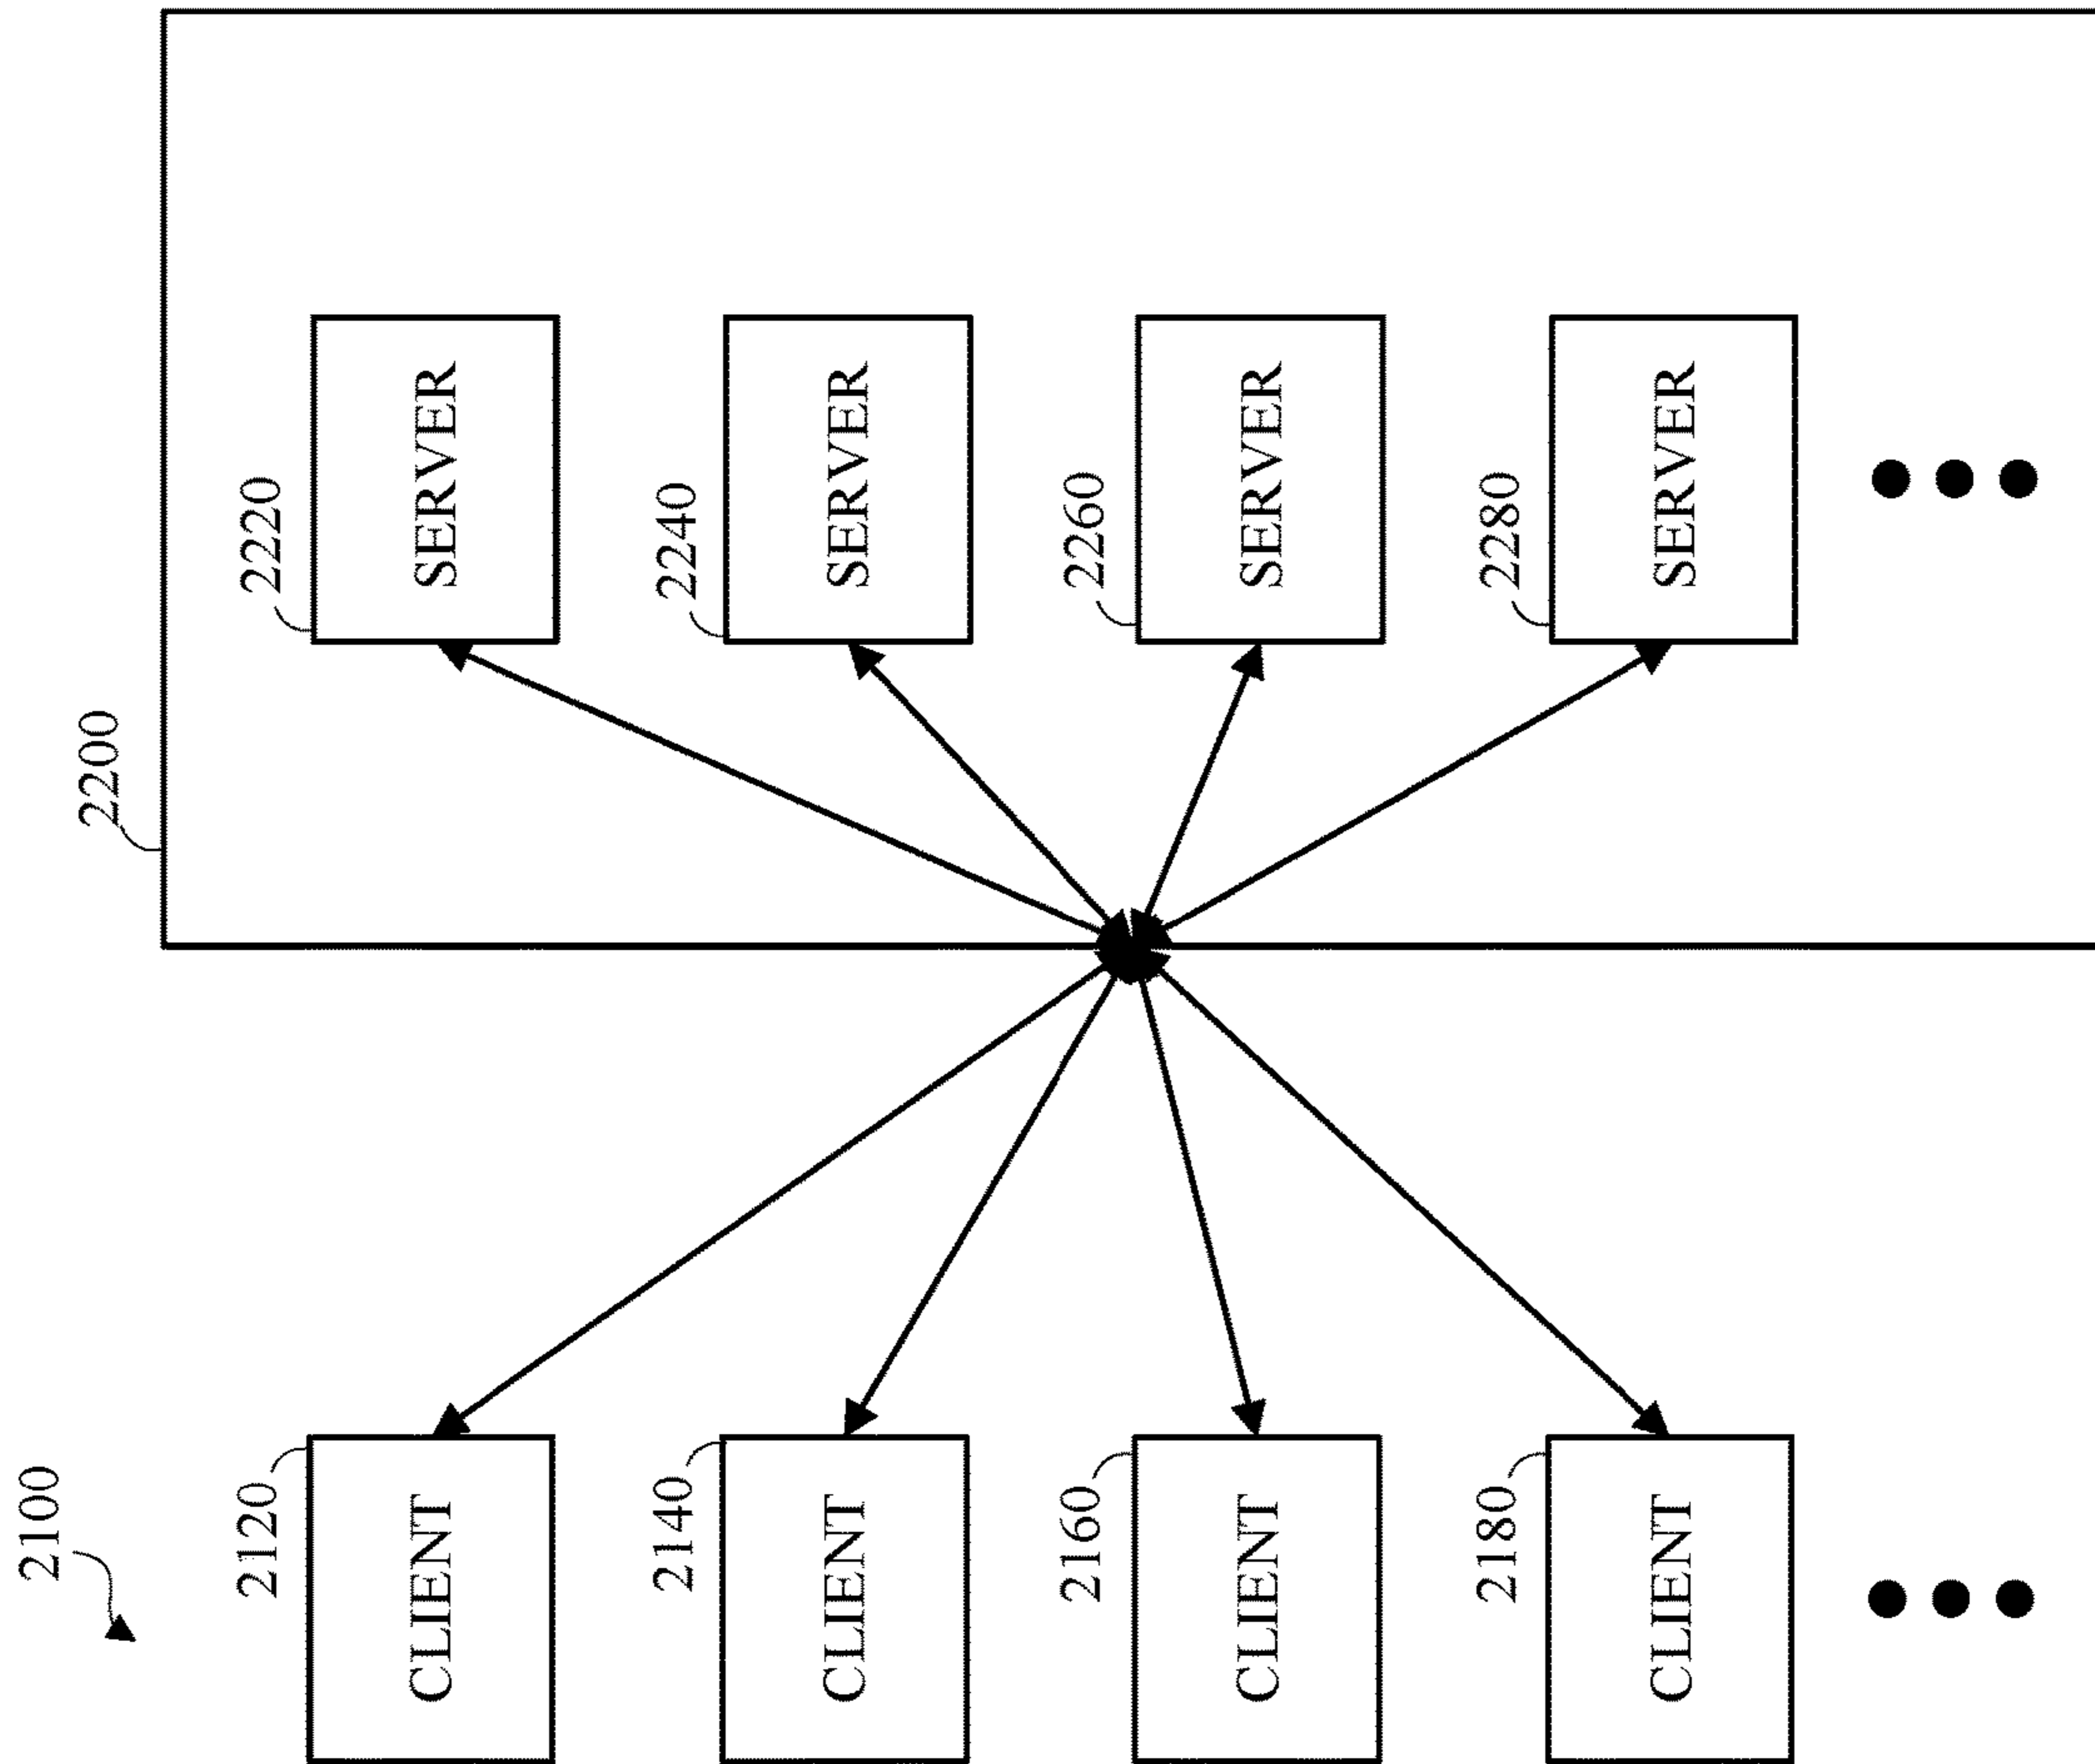 2100
2200
2120
CLIENT
2140
CLIENT
2160
CLIENT
2180
CLIENT
2220
SERVER
2240
SERVER
2260
SERVER
2280
SERVER